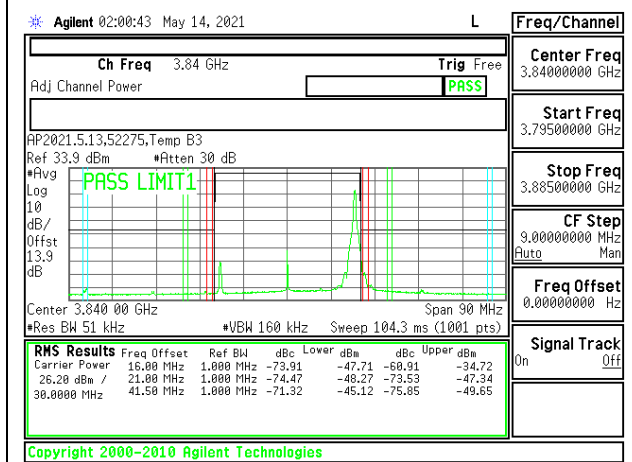 Agilent 02:00:43 May 14, 2021 L
Freq/Channel
Ch Freq 3.84 GHz Trig Free
Adj Channel Power PASS
Center Freq
3.84000000 GHz
Start Freq
3.79500000 GHz
AP2021.5.13,52275,Temp B3
Ref 33.9 dBm #Atten 30 dB
#Avg
Log
10
dB/
Offst
13.9
dB
PASS LIMIT1
Stop Freq
3.88500000 GHz
CF Step
9.00000000 MHz
Auto Man
Freq Offset
0.00000000 Hz
Center 3.840 00 GHz Span 90 MHz
#Res BW 51 kHz #VBW 160 kHz Sweep 104.3 ms (1001 pts)
Signal Track
On Off
RMS Results Freq Offset Ref BW dBc Lower dBm dBc Upper dBm
Carrier Power 16.00 MHz 1.000 MHz -73.91 -47.71 -60.91 -34.72
26.20 dBm / 21.00 MHz 1.000 MHz -74.47 -48.27 -73.53 -47.34
30.0000 MHz 41.50 MHz 1.000 MHz -71.32 -45.12 -75.85 -49.65
Copyright 2000-2010 Agilent Technologies